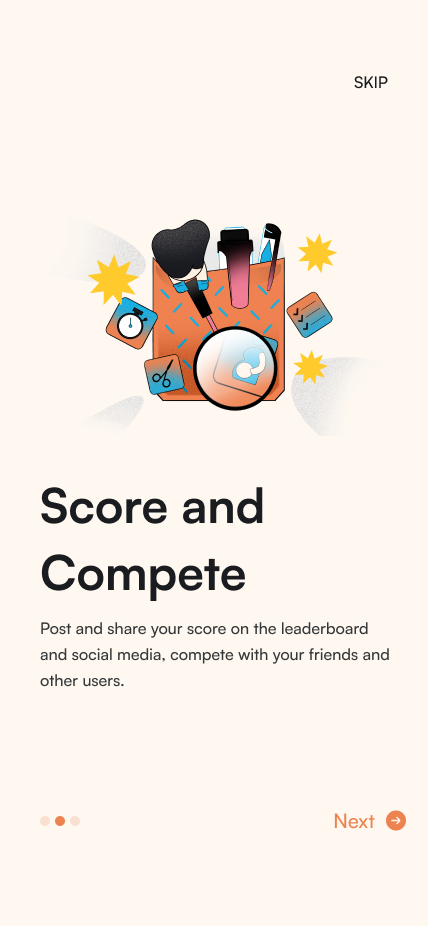 SKIP
Score and
Compete
Post and share your score on the leaderboard
and social media, compete with your friends and
other users.
Next